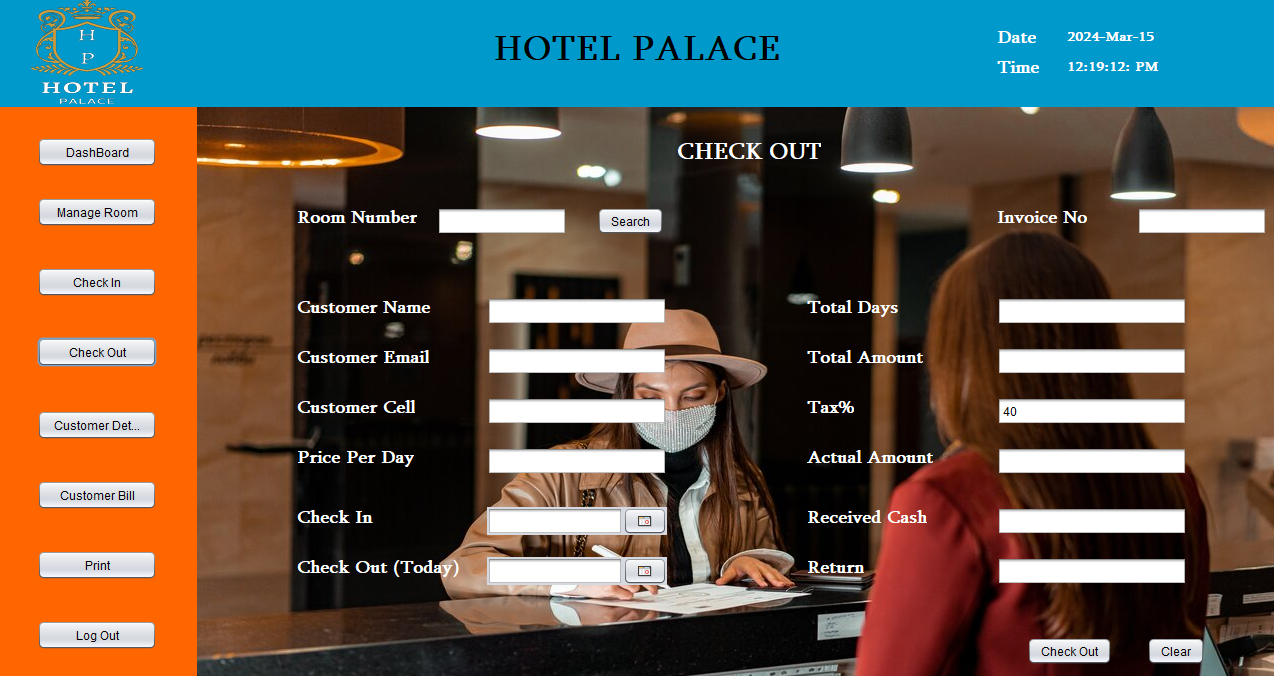 H
P
HOTEL
PALACE
HOTEL PALACE
Date 2024-Mar-15
Time 12:19:12: PM
DashBoard
Manage Room
Check In
Check Out
Customer Det...
Customer Bill
Print
Log Out
CHECK OUT
Room Number Search Invoice No
Customer Name Total Days
Customer Email Total Amount
Customer Cell Tax% 40
Price Per Day Actual Amount
Check In Received Cash
Check Out (Today) Return
Check Out Clear